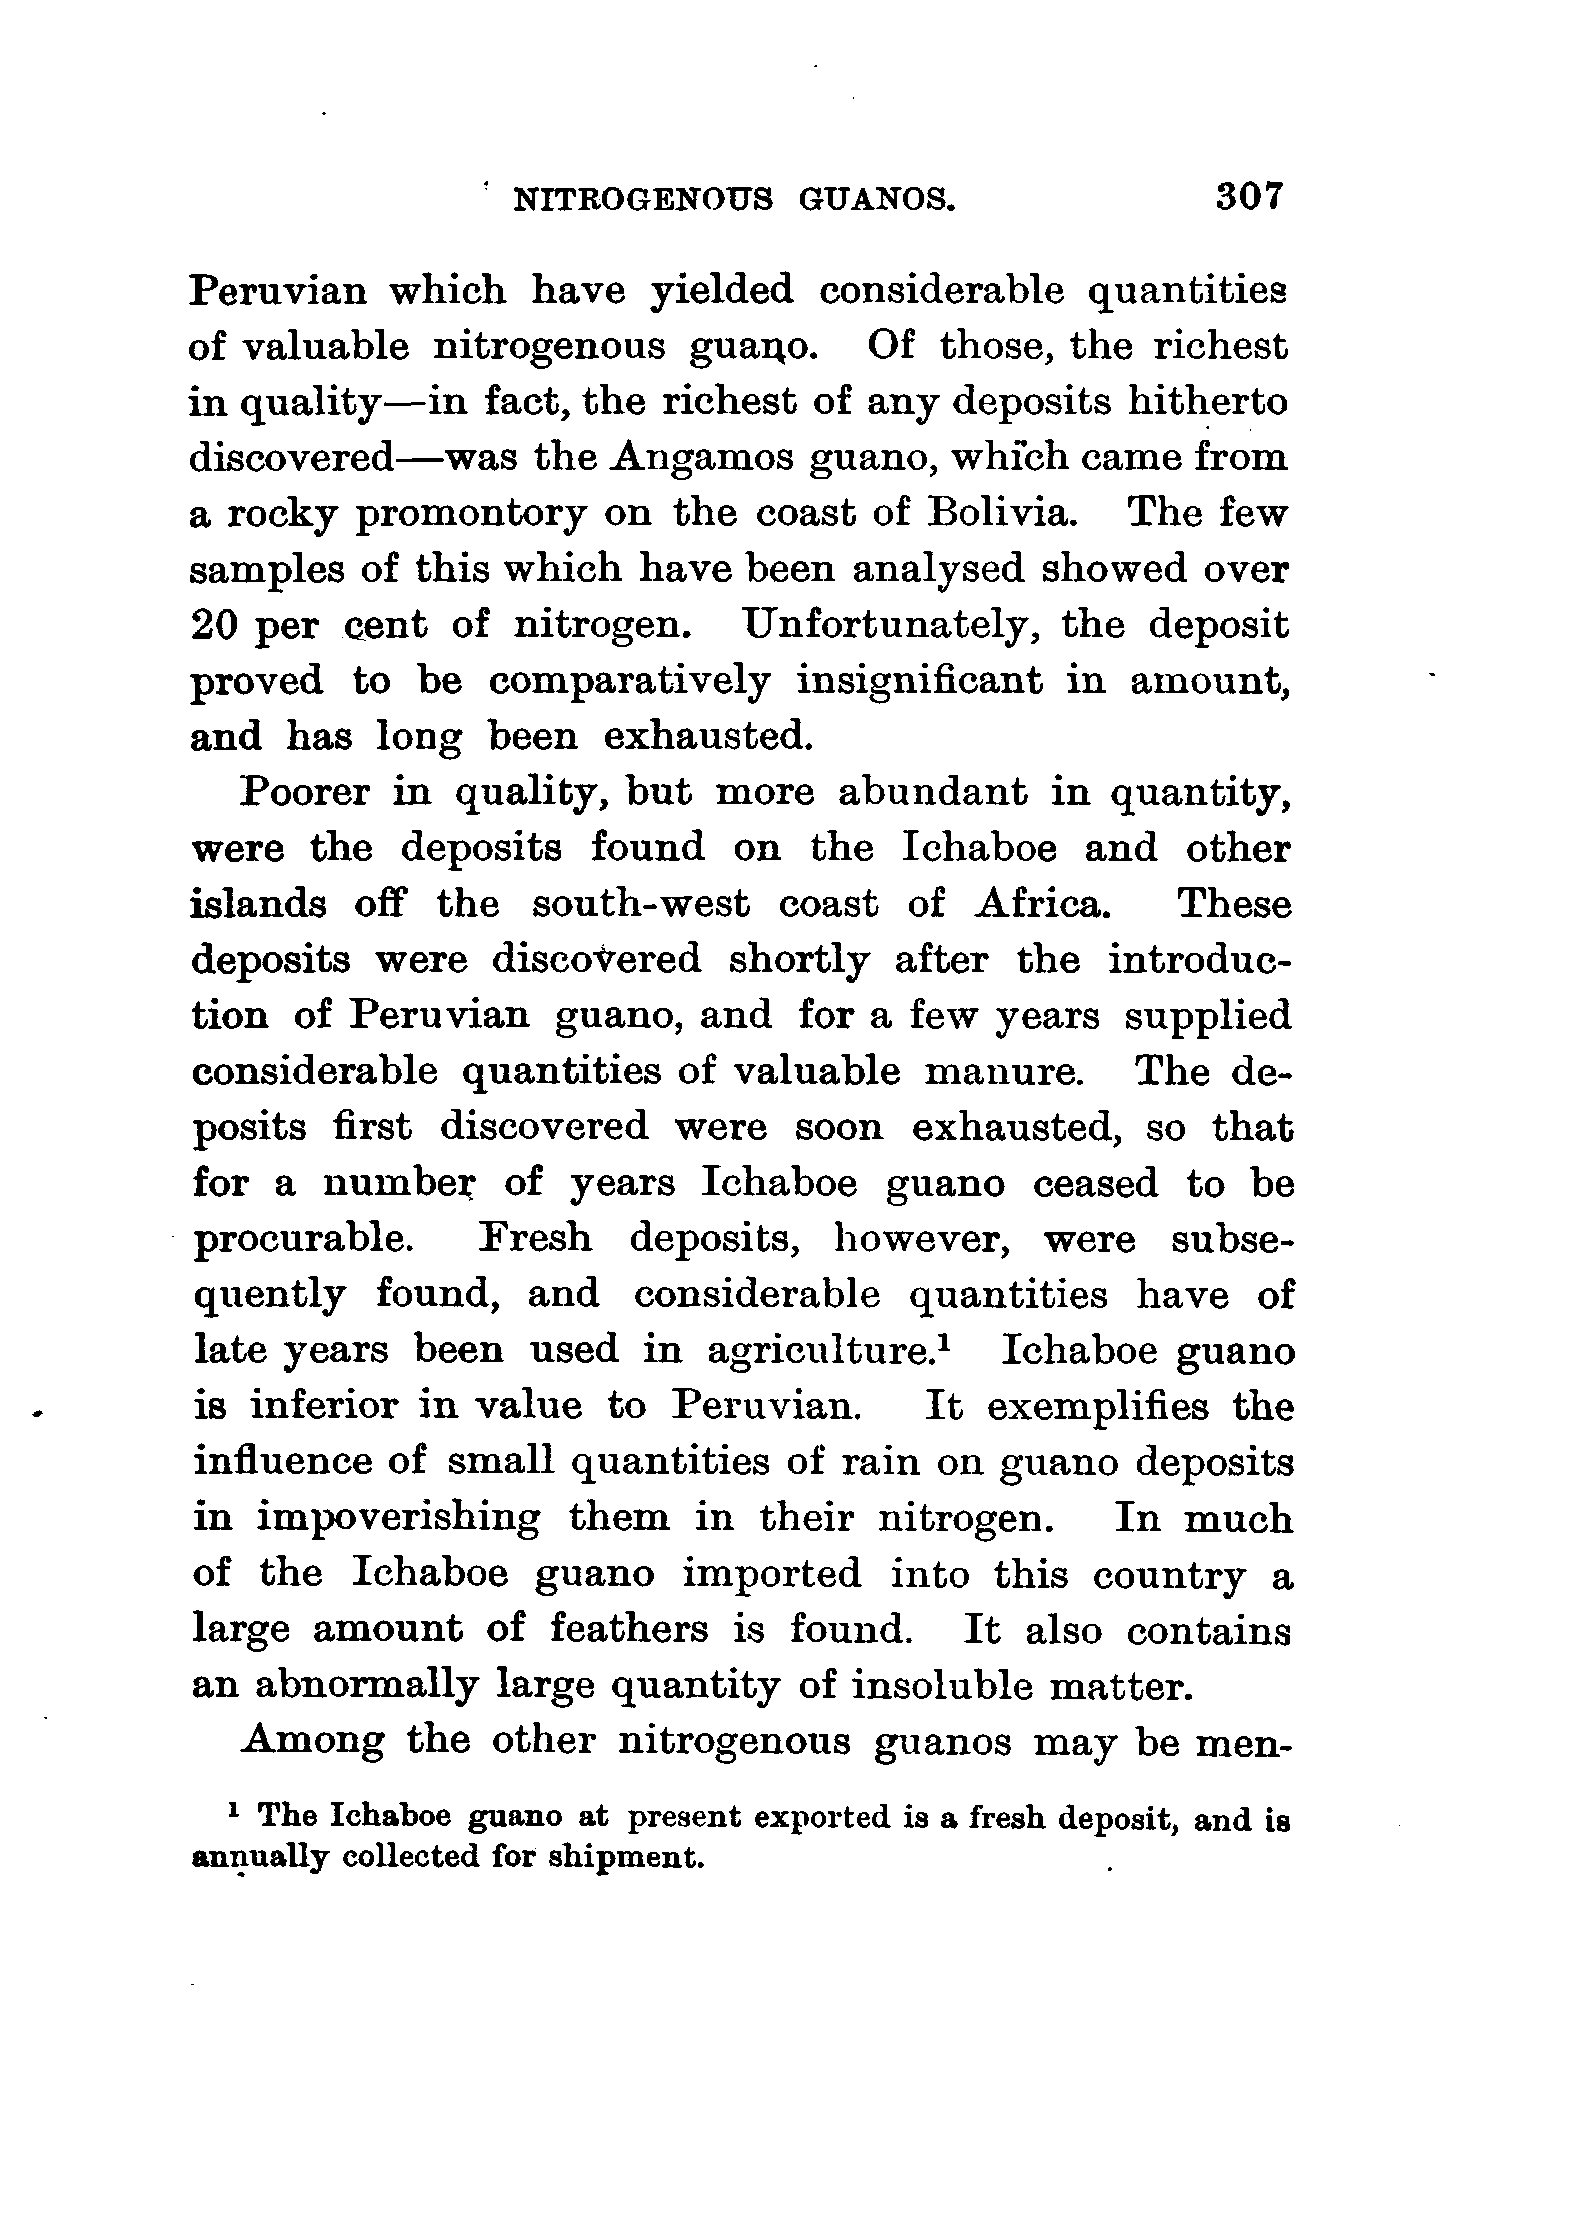 NITROGENOUS GUANOS. 307
Peruvian which have yielded considerable quantities
of valuable nitrogenous guano. Of those, the richest
in quality—in fact, the richest of any deposits hitherto
discovered—was the Angamos guano, which came from
a rocky promontory on the coast of Bolivia. The few
samples of this which have been analysed showed over
20 per cent of nitrogen. Unfortunately, the deposit
proved to be comparatively insignificant in amount,
and has long been exhausted.
Poorer in quality, but more abundant in quantity,
were the deposits found on the Ichaboe and other
islands off the south-west coast of Africa. These
deposits were discovered shortly after the introduc-
tion of Peruvian guano, and for a few years supplied
considerable quantities of valuable manure. The de-
posits first discovered were soon exhausted, so that
for a number of years Ichaboe guano ceased to be
procurable. Fresh deposits, however, were subse-
quently found, and considerable quantities have of
late years been used in agriculture.¹ Ichaboe guano
is inferior in value to Peruvian. It exemplifies the
influence of small quantities of rain on guano deposits
in impoverishing them in their nitrogen. In much
of the Ichaboe guano imported into this country a
large amount of feathers is found. It also contains
an abnormally large quantity of insoluble matter.
Among the other nitrogenous guanos may be men-
¹ The Ichaboe guano at present exported is a fresh deposit, and is
annually collected for shipment.